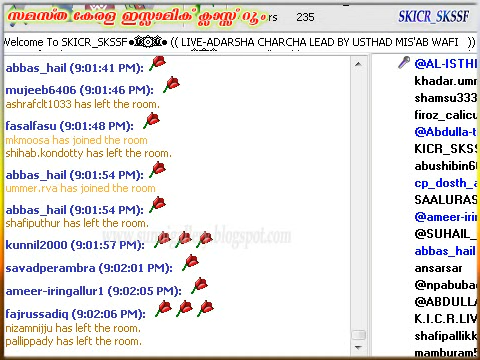 സമസ്ത കേരള ഇസ്ലാമിക് ക്ലാസ്സ് റൂം
ers 235
SKICR_SKSSF
Welcome To SKICR_SKSSF (( LIVE-ADARSHA CHARCHA LEAD BY USTHAD MIS'AB WAFI ))
abbas_hail (9:01:41 PM):
mujeeb6406 (9:01:46 PM):
ashrafclt1033 has left the room.
fasalfasu (9:01:48 PM):
mkmoosa has joined the room
shihab.kondotty has left the room.
abbas_hail (9:01:54 PM):
ummer.rva has joined the room
abbas_hail (9:01:54 PM):
shafiputhur has left the room.
kunnil2000 (9:01:57 PM):
savadperambra (9:02:01 PM):
ameer-iringallur1 (9:02:05 PM):
fajrussadiq (9:02:06 PM):
nizamnijju has left the room.
pallippady has left the room.
@AL-ISTH
khadar.umm
shamsu333
firoz_calicu
@Abdulla-t
KICR_SKSS
abushibin60
cp_dosth_a
SAALURAS
@ameer-irin
@SUHAIL_
abbas_hail
ansarsar
@npabubac
@ABDULLA
K.I.C.R.LIV
shafipallikk
mamburam5